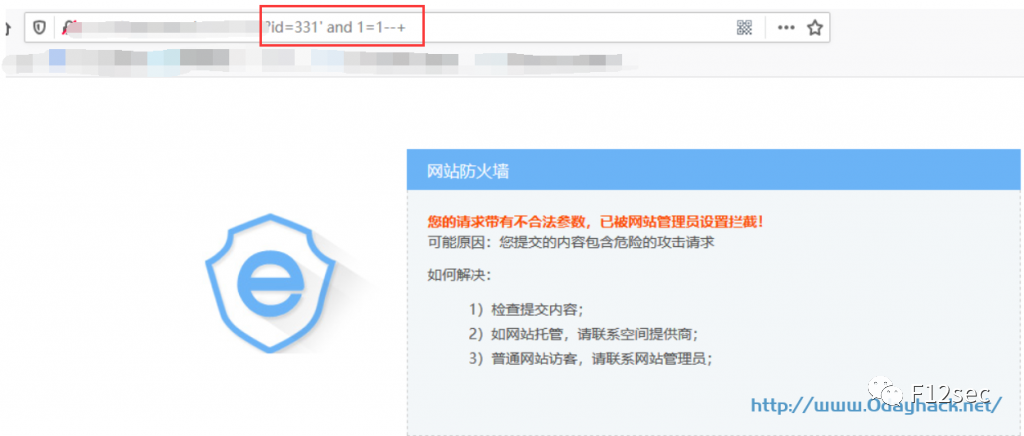 ?id=331' and 1=1--+
网站防火墙
您的请求带有不合法参数，已被网站管理员设置拦截！
可能原因：您提交的内容包含危险的攻击请求
如何解决：
1）检查提交内容；
2）如网站托管，请联系空间提供商；
3）普通网站访客，请联系网站管理员；
F12sec
http://www.0dayhack.net/